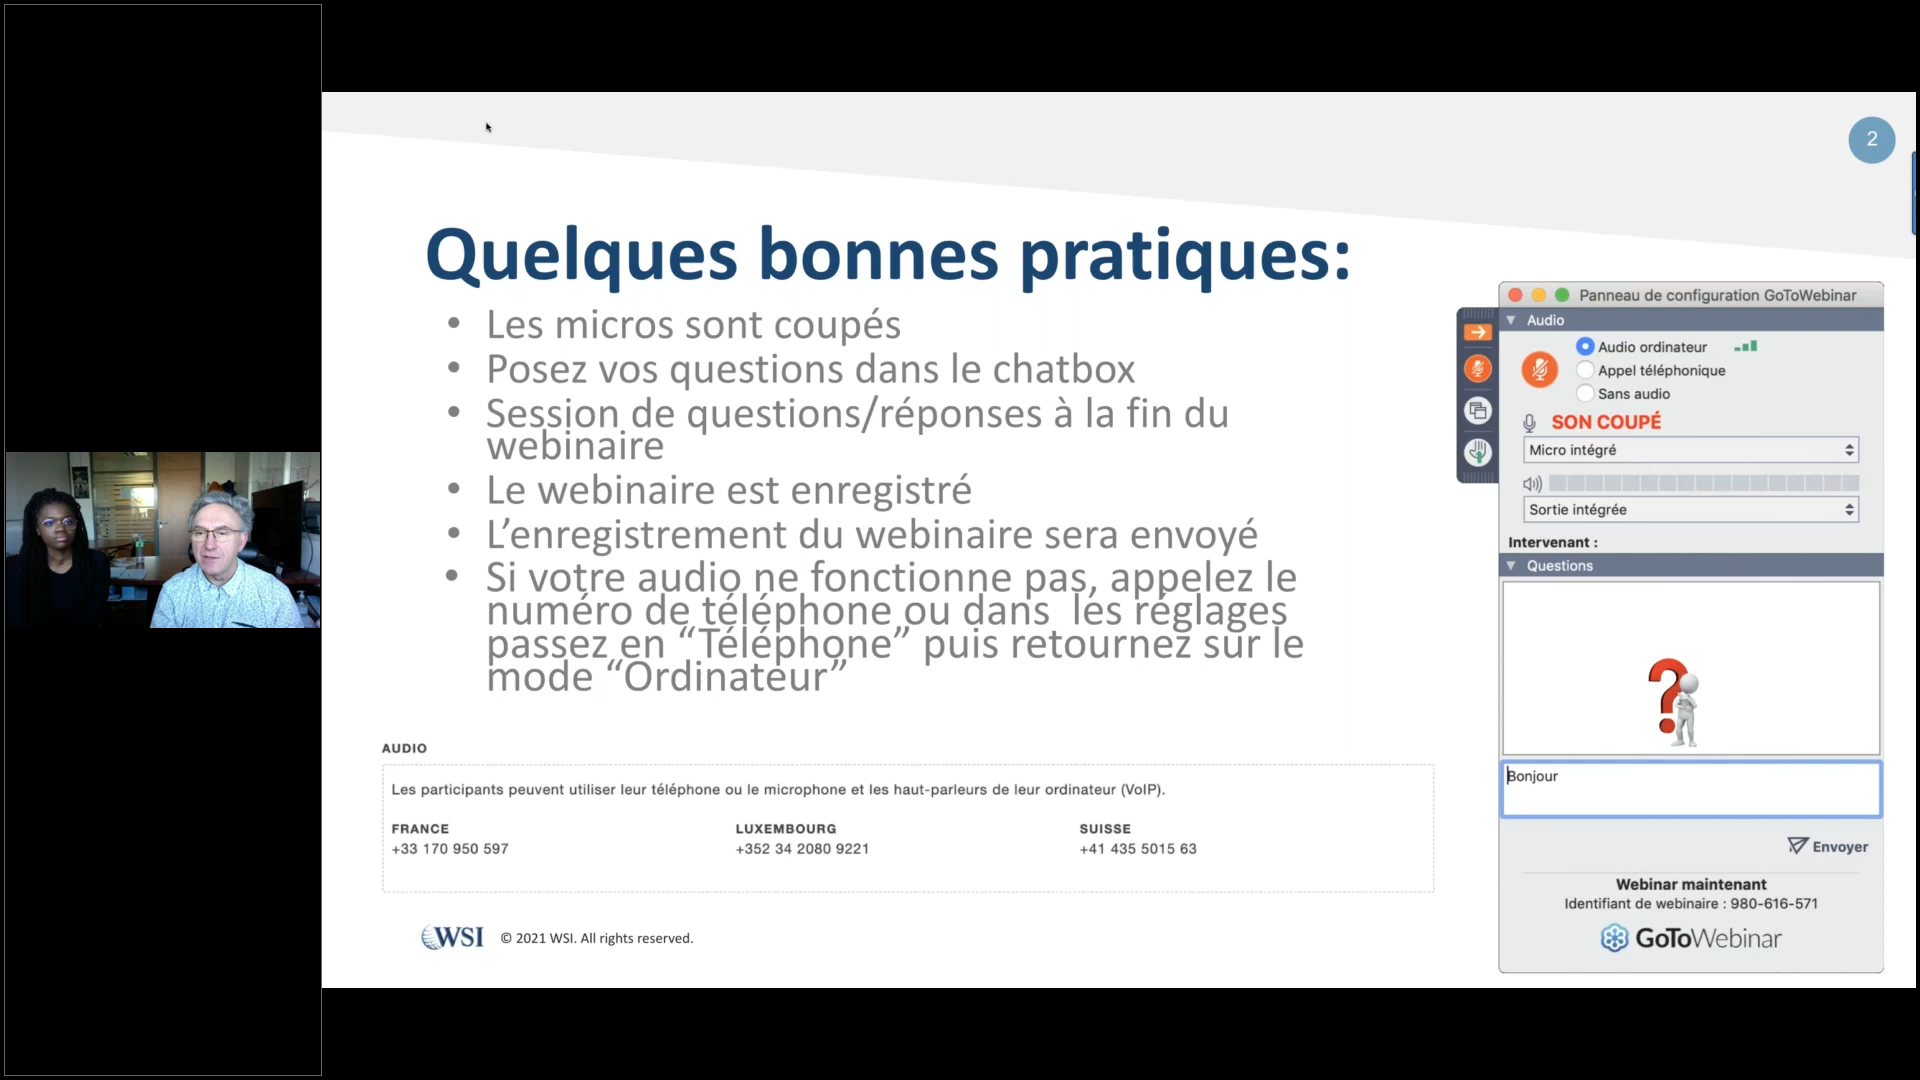 2
Quelques bonnes pratiques:
• Les micros sont coupés
• Posez vos questions dans le chatbox
• Session de questions/réponses à la fin du
webinaire
• Le webinaire est enregistré
• L’enregistrement du webinaire sera envoyé
• Si votre audio ne fonctionne pas, appelez le
numéro de téléphone ou dans  les réglages
passez en “Téléphone” puis retournez sur le
mode “Ordinateur”
AUDIO
Les participants peuvent utiliser leur téléphone ou le microphone et les haut-parleurs de leur ordinateur (VoIP).
FRANCE LUXEMBOURG SUISSE
+33 170 950 597 +352 34 2080 9221 +41 435 5015 63
WSI © 2021 WSI. All rights reserved.
Panneau de configuration GoToWebinar
Audio
Audio ordinateur
Appel téléphonique
Sans audio
SON COUPÉ
Micro intégré
Sortie intégrée
Intervenant :
Questions
?
Bonjour
Envoyer
Webinar maintenant
Identifiant de webinaire : 980-616-571
GoToWebinar